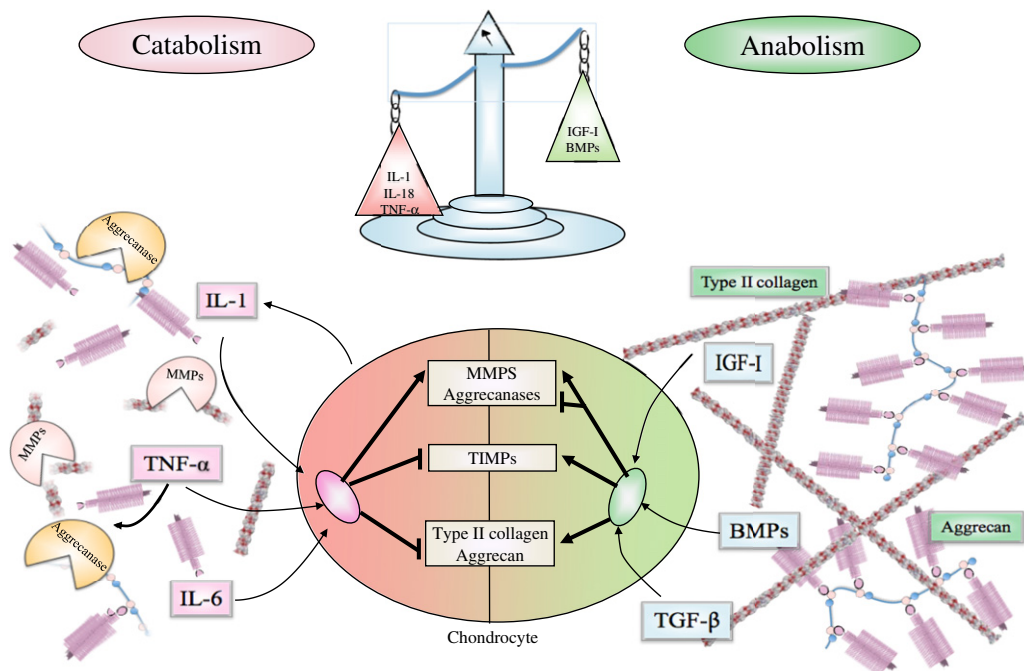 Catabolism
Anabolism
IGF-I
BMPs
IL-1
IL-18
TNF-α
Aggrecanase
IL-1
Type II collagen
IGF-I
MMPs
MMPS
Aggrecanases
MMPs
TNF-α
TIMPs
Aggrecanase
Type II collagen
Aggrecan
BMPs
Aggrecan
IL-6
TGF-β
Chondrocyte